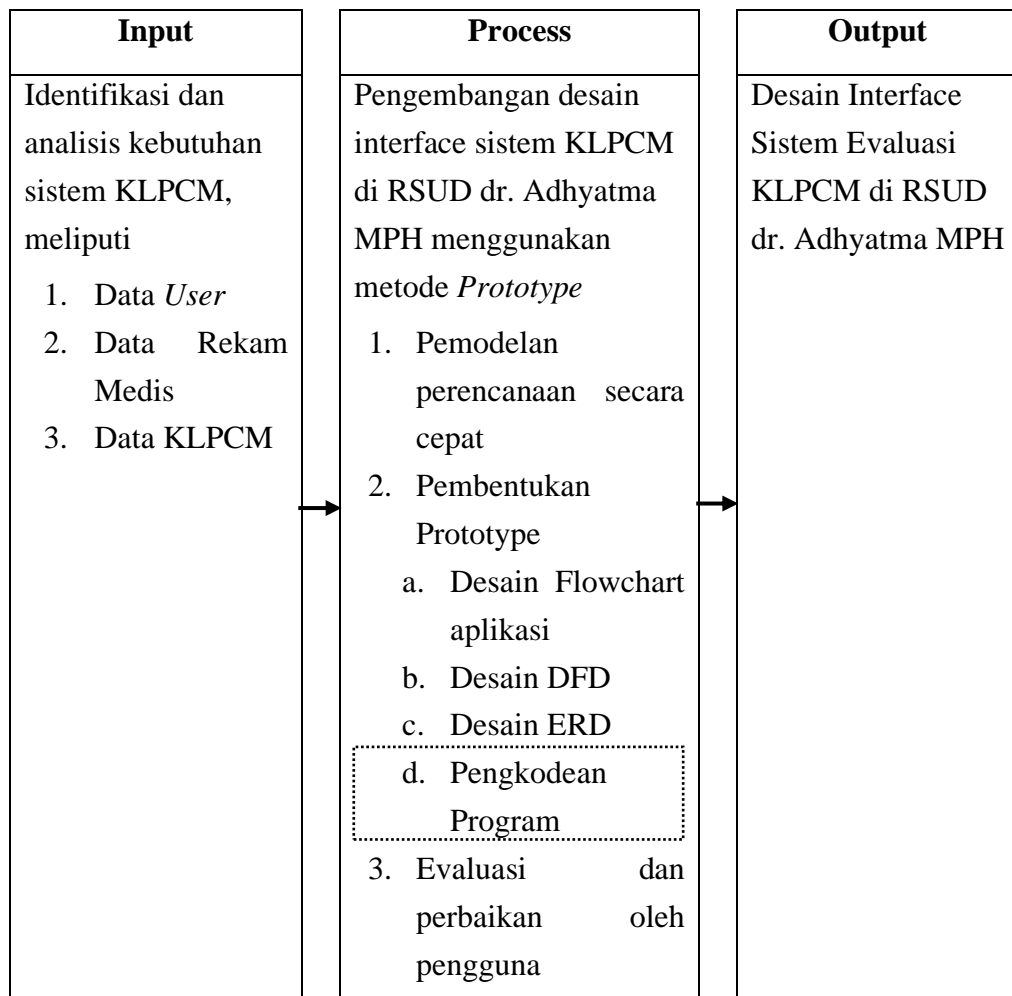 Input
Identifikasi dan
analisis kebutuhan
sistem KLPCM,
meliputi
1. Data User
2. Data Rekam
Medis
3. Data KLPCM
Process
Pengembangan desain
interface sistem KLPCM
di RSUD dr. Adhyatma
MPH menggunakan
metode Prototype
1. Pemodelan
perencanaan secara
cepat
2. Pembentukan
Prototype
a. Desain Flowchart
aplikasi
b. Desain DFD
c. Desain ERD
d. Pengkodean
Program
3. Evaluasi dan
perbaikan oleh
pengguna
Output
Desain Interface
Sistem Evaluasi
KLPCM di RSUD
dr. Adhyatma MPH